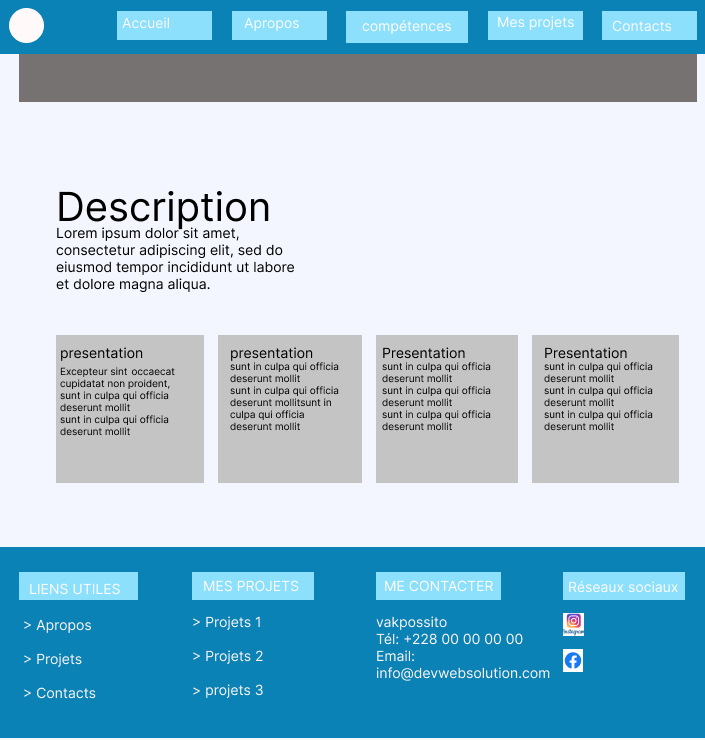 Accueil
Apropos
compétences
Mes projets
Contacts
Description
Lorem ipsum dolor sit amet,
consectetur adipiscing elit, sed do
eiusmod tempor incididunt ut labore
et dolore magna aliqua.
presentation
Excepteur sint occaecat
cupidatat non proident,
sunt in culpa qui officia
deserunt mollit
sunt in culpa qui officia
deserunt mollit
presentation
sunt in culpa qui officia
deserunt mollit
sunt in culpa qui officia
deserunt mollitsunt in
culpa qui officia
deserunt mollit
Presentation
sunt in culpa qui officia
deserunt mollit
sunt in culpa qui officia
deserunt mollit
sunt in culpa qui officia
deserunt mollit
Presentation
sunt in culpa qui officia
deserunt mollit
sunt in culpa qui officia
deserunt mollit
sunt in culpa qui officia
deserunt mollit
LIENS UTILES
> Apropos
> Projets
> Contacts
MES PROJETS
> Projets 1
> Projets 2
> projets 3
ME CONTACTER
vakpossito
Tél: +228 00 00 00 00
Email:
info@devwebsolution.com
Réseaux sociaux
Instagram